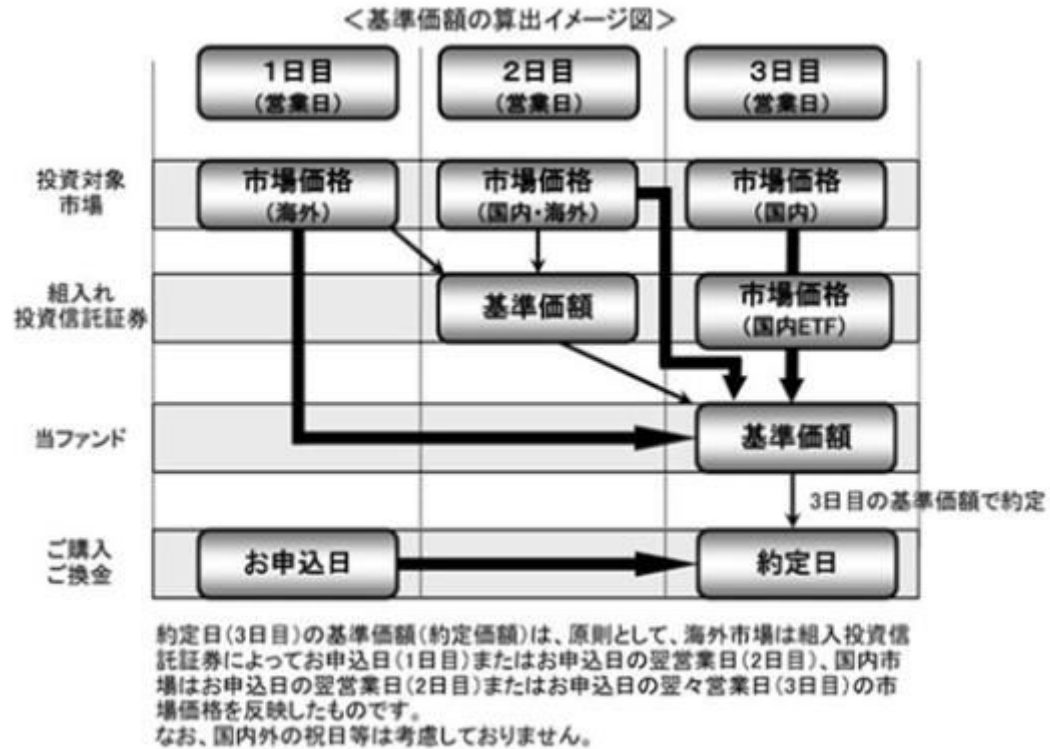 ＜基準価額の算出イメージ図＞
1日目
（営業日）
2日目
（営業日）
3日目
（営業日）
投資対象
市場
市場価格
（海外）
市場価格
（国内・海外）
市場価格
（国内）
組入れ
投資信託証券
基準価額
市場価格
（国内ETF）
当ファンド
基準価額
3日目の基準価額で約定
ご購入
ご換金
お申込日
約定日
約定日（3日目）の基準価額（約定価額）は、原則として、海外市場は組入投資信
託証券によってお申込日（1日目）またはお申込日の翌営業日（2日目）、国内市
場はお申込日の翌営業日（2日目）またはお申込日の翌々営業日（3日目）の市
場価格を反映したものです。
なお、国内外の祝日等は考慮しておりません。